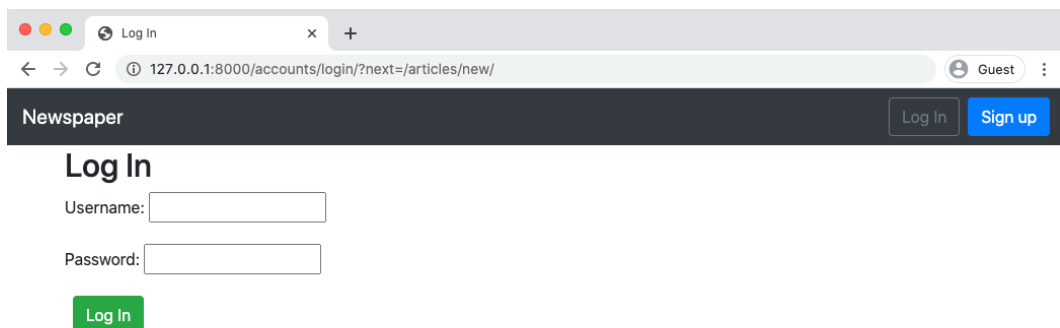 Log In
127.0.0.1:8000/accounts/login/?next=/articles/new/ Guest
Newspaper Log In Sign up
Log In
Username:
Password:
Log In